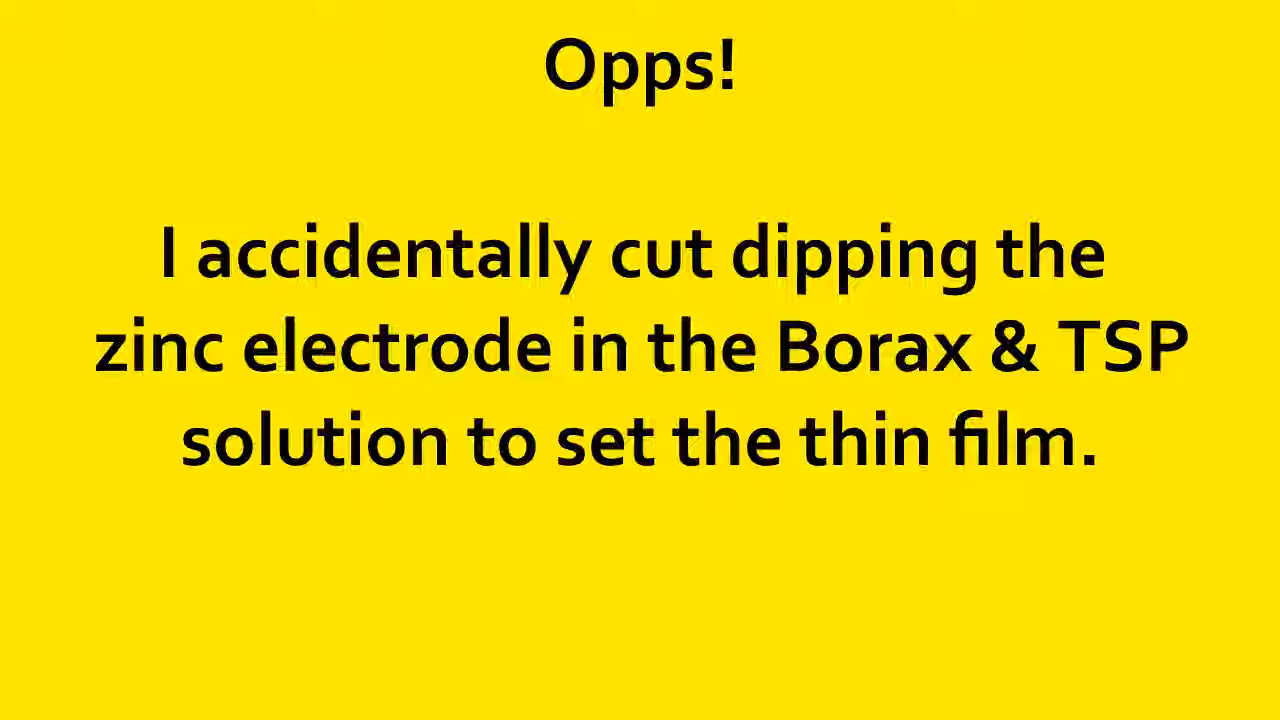 Opps!
I accidentally cut dipping the
zinc electrode in the Borax & TSP
solution to set the thin film.